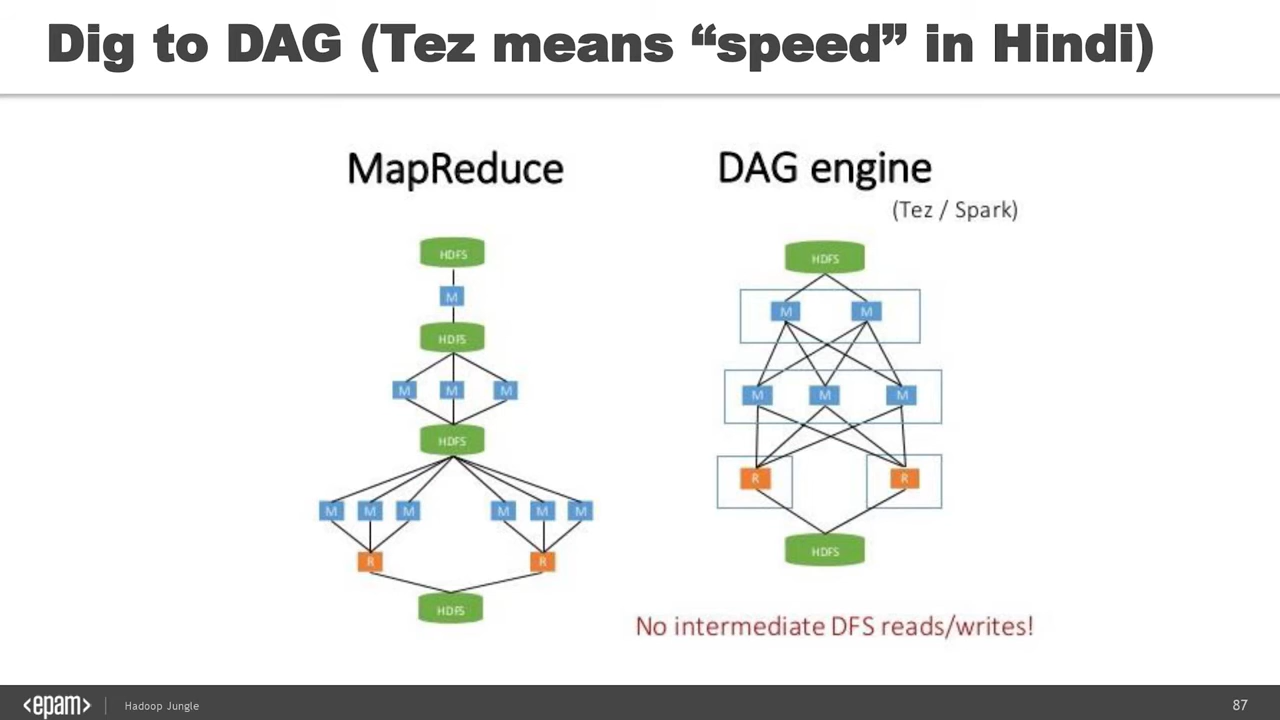 Dig to DAG (Tez means “speed” in Hindi)
MapReduce
HDFS
M
HDFS
M M M
HDFS
M M M M M M
R R
HDFS
DAG engine
(Tez / Spark)
HDFS
M M
M M M
R R
HDFS
No intermediate DFS reads/writes!
<epam> Hadoop Jungle 87